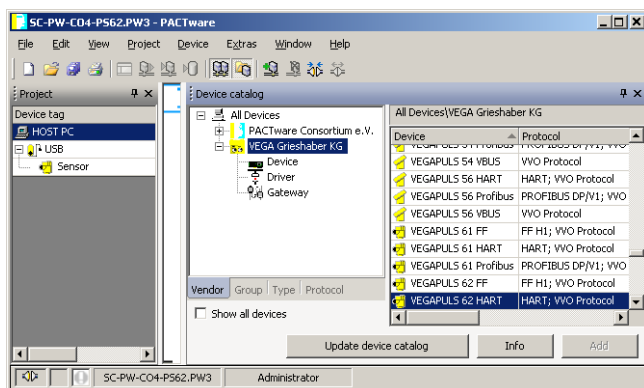 SC-PW-CO4-PS62.PW3 - PACTware
File Edit View Project Device Extras Window Help
Project
Device tag
HOST PC
USB
Sensor
Device catalog
All Devices
PACTware Consortium e.V.
VEGA Grieshaber KG
Device
Driver
Gateway
Vendor Group Type Protocol
Show all devices
All Devices\VEGA Grieshaber KG
Device Protocol
VEGAPULS 54 VBUS VVO Protocol
VEGAPULS 56 HART HART; VVO Protocol
VEGAPULS 56 Profibus PROFIBUS DP/V1; VVO
VEGAPULS 56 VBUS VVO Protocol
VEGAPULS 61 FF FF H1; VVO Protocol
VEGAPULS 61 HART HART; VVO Protocol
VEGAPULS 61 Profibus PROFIBUS DP/V1; VVO
VEGAPULS 62 FF FF H1; VVO Protocol
VEGAPULS 62 HART HART; VVO Protocol
Update device catalog Info Add
SC-PW-CO4-PS62.PW3 Administrator